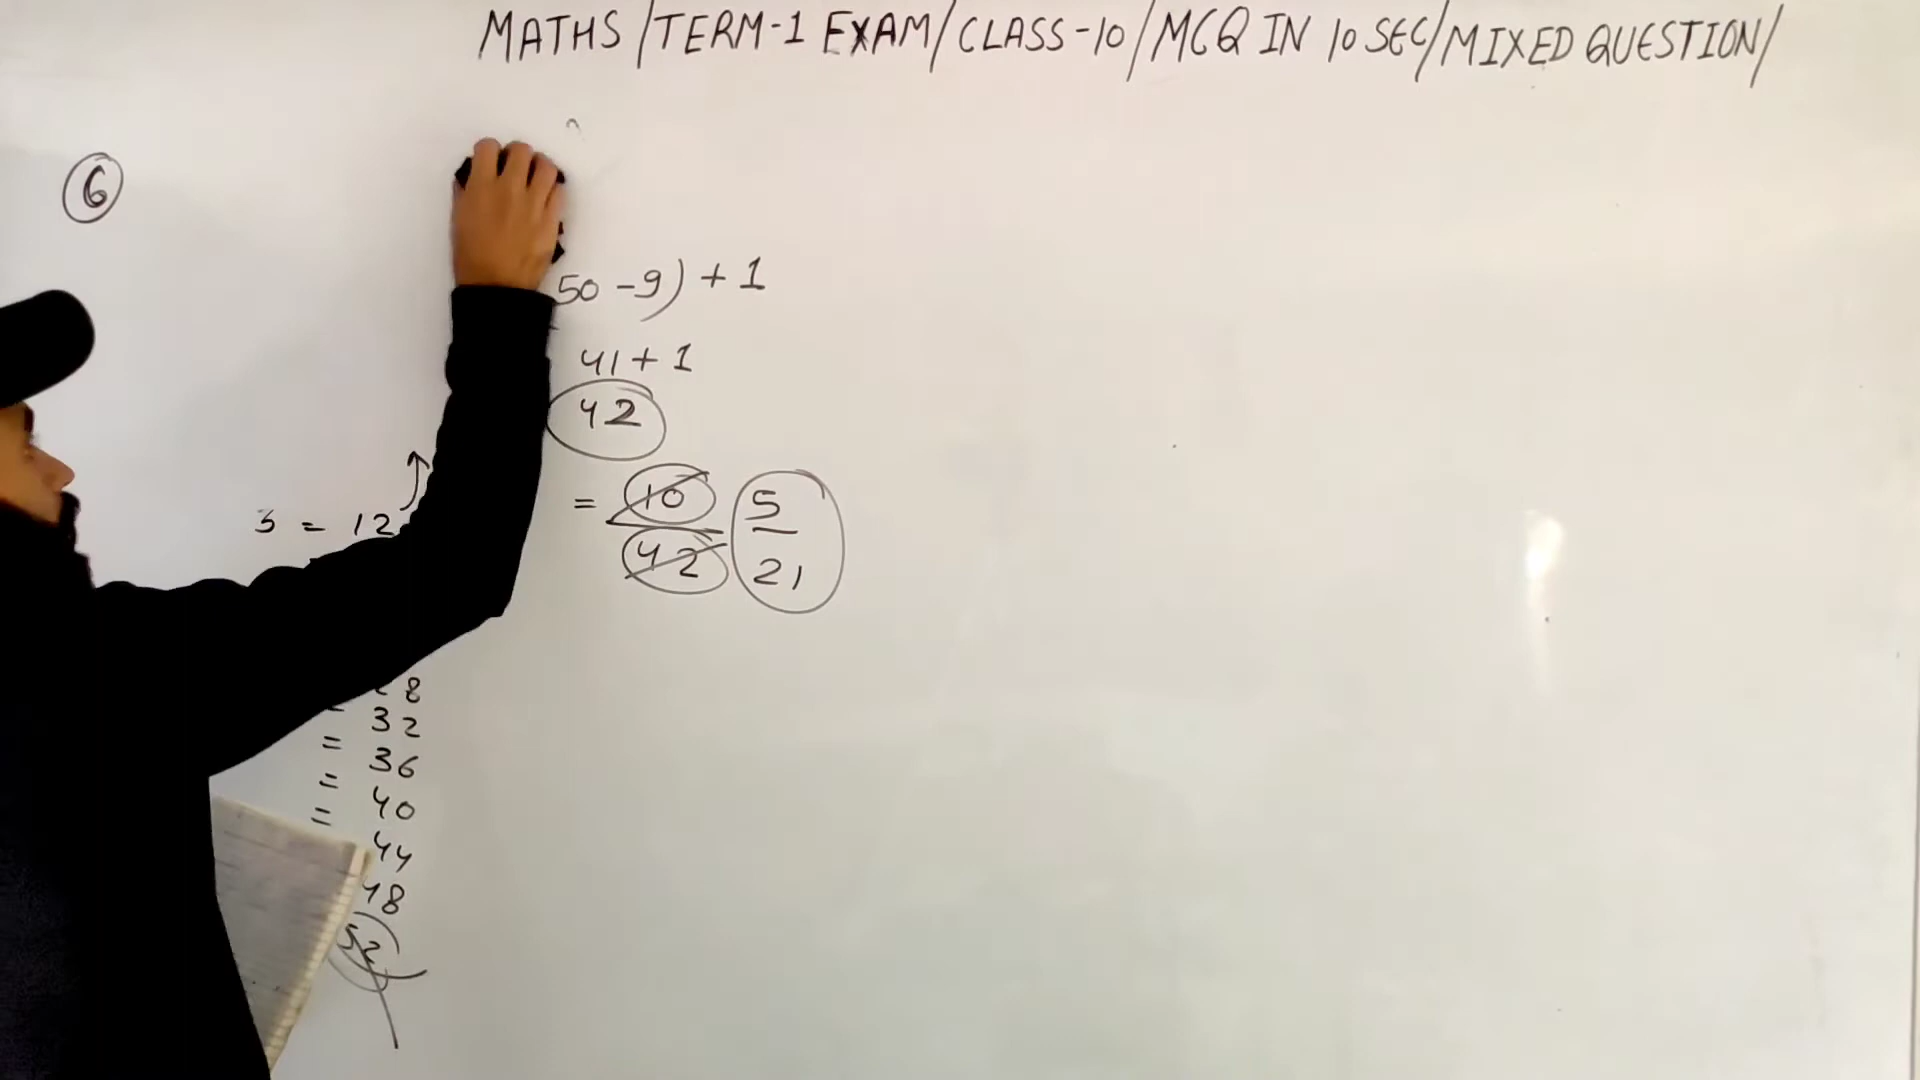 MATHS /TERM-1 EXAM/CLASS-10/MCQ IN 10 SEC/MIXED QUESTION/
6
50 - 9) + 1
41 + 1
42
= 10/42 5/21
3 = 12
8
= 32
= 36
= 40
44
48
52